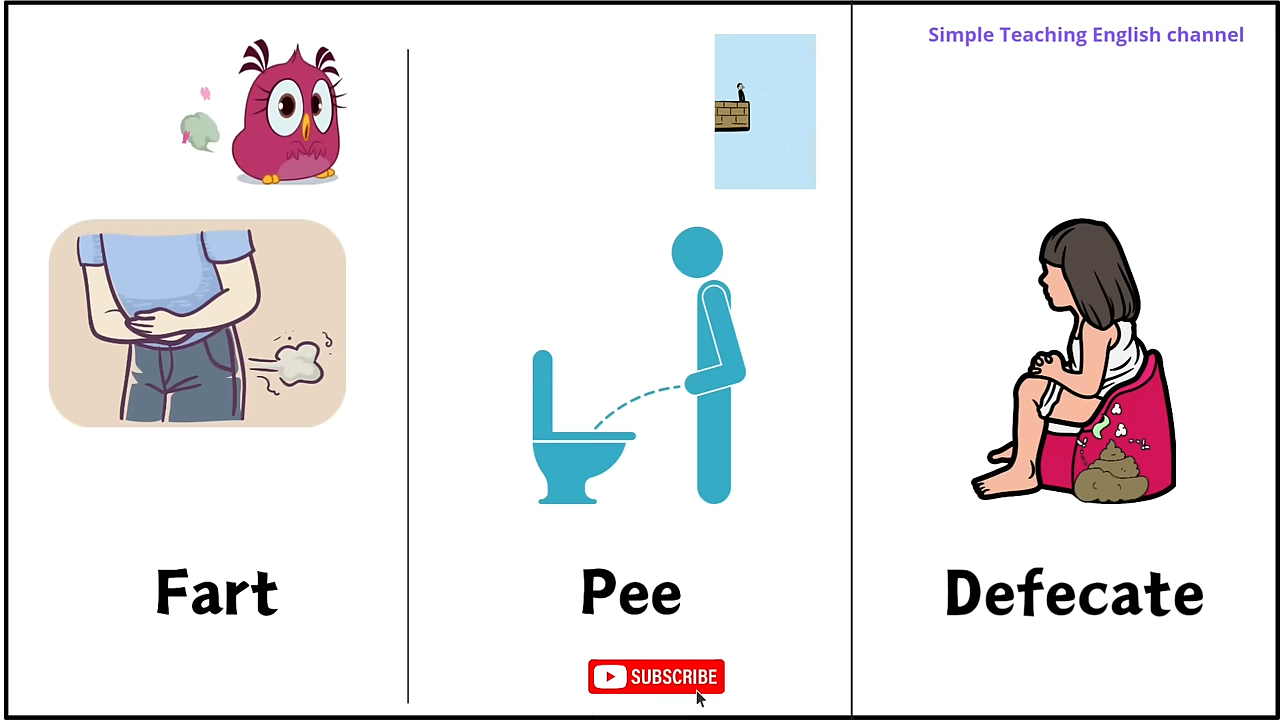 Simple Teaching English channel
Fart
Pee
Defecate
SUBSCRIBE